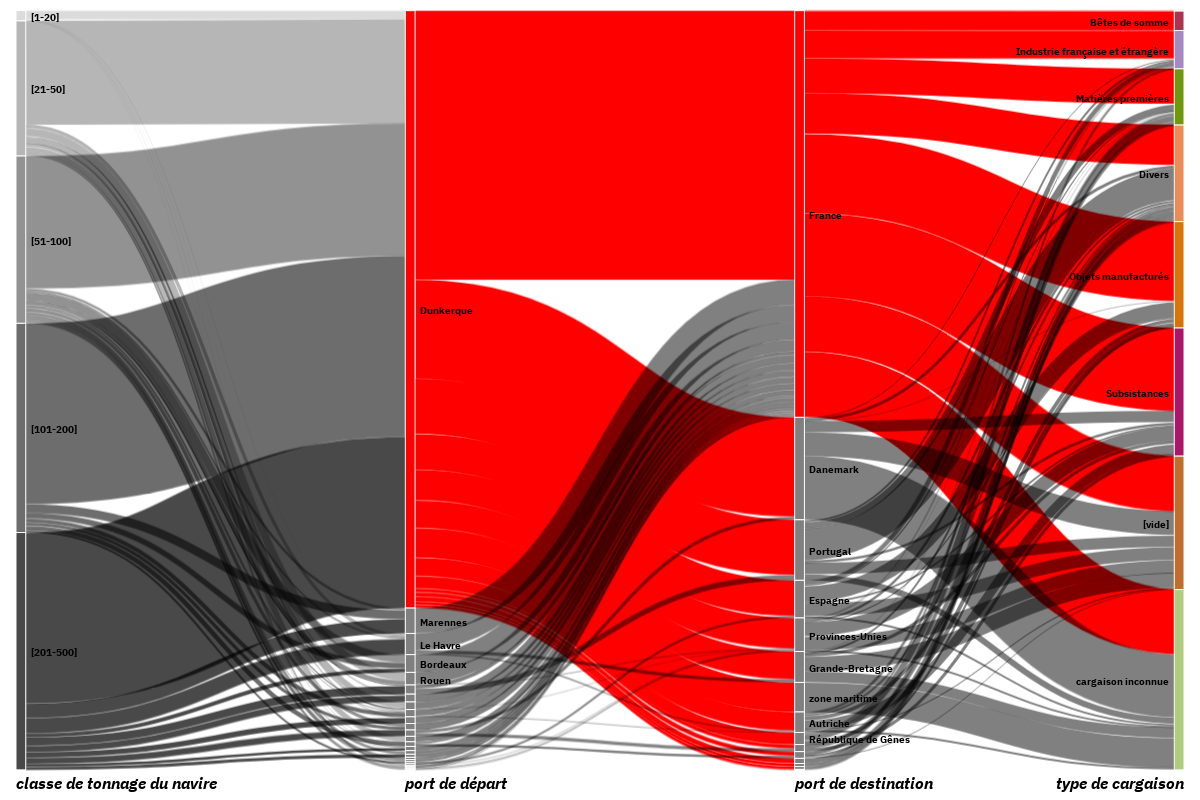 [1-20]
[21-50]
[51-100]
[101-200]
[201-500]
Dunkerque
Marennes
Le Havre
Bordeaux
Rouen
France
Danemark
Portugal
Espagne
Provinces-Unies
Grande-Bretagne
zone maritime
Autriche
République de Gênes
Bêtes de somme
Industrie française et étrangère
Matières premières
Divers
Objets manufacturés
Subsistances
[vide]
cargaison inconnue
classe de tonnage du navire
port de départ
port de destination
type de cargaison